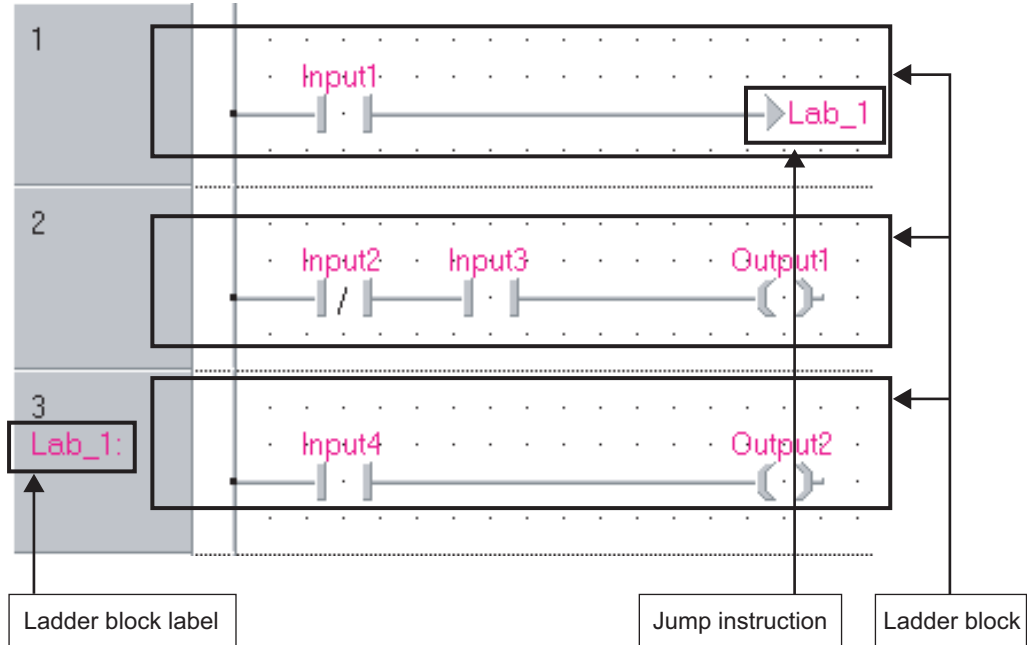 1
Input1
Lab_1
2
Input2 Input3 Output1
3
Lab_1:
Input4 Output2
Ladder block label
Jump instruction
Ladder block